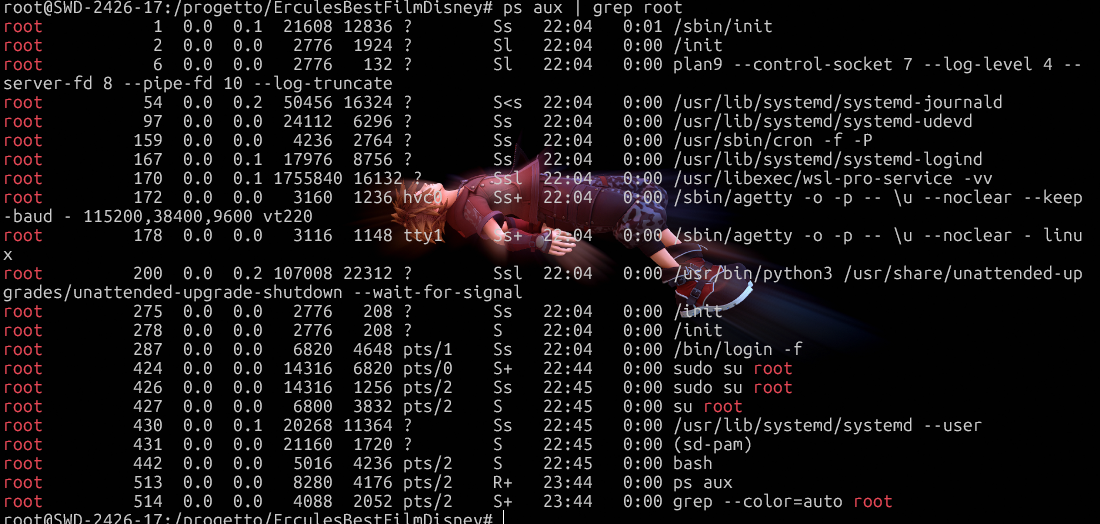 root@SWD-2426-17:/progetto/ErculesBestFilmDisney# ps aux | grep root
root 1 0.0 0.1 21608 12836 ? Ss 22:04 0:01 /sbin/init
root 2 0.0 0.0 2776 1924 ? Sl 22:04 0:00 /init
root 6 0.0 0.0 2776 132 ? Sl 22:04 0:00 plan9 --control-socket 7 --log-level 4 --
server-fd 8 --pipe-fd 10 --log-truncate
root 54 0.0 0.2 50456 16324 ? S<s 22:04 0:00 /usr/lib/systemd/systemd-journald
root 97 0.0 0.0 24112 6296 ? Ss 22:04 0:00 /usr/lib/systemd/systemd-udevd
root 159 0.0 0.0 4236 2764 ? Ss 22:04 0:00 /usr/sbin/cron -f -P
root 167 0.0 0.1 17976 8756 ? Ss 22:04 0:00 /usr/lib/systemd/systemd-logind
root 170 0.0 0.1 1755840 16132 ? Ssl 22:04 0:00 /usr/libexec/wsl-pro-service -vv
root 172 0.0 0.0 3160 1236 hvc0 Ss+ 22:04 0:00 /sbin/agetty -o -p -- \u --noclear --keep
-baud - 115200,38400,9600 vt220
root 178 0.0 0.0 3116 1148 tty1 Ss+ 22:04 0:00 /sbin/agetty -o -p -- \u --noclear - linu
x
root 200 0.0 0.2 107008 22312 ? Ssl 22:04 0:00 /usr/bin/python3 /usr/share/unattended-up
grades/unattended-upgrade-shutdown --wait-for-signal
root 275 0.0 0.0 2776 208 ? Ss 22:04 0:00 /init
root 278 0.0 0.0 2776 208 ? S 22:04 0:00 /init
root 287 0.0 0.0 6820 4648 pts/1 Ss 22:04 0:00 /bin/login -f
root 424 0.0 0.0 14316 6820 pts/0 S+ 22:44 0:00 sudo su root
root 426 0.0 0.0 14316 1256 pts/2 Ss 22:45 0:00 sudo su root
root 427 0.0 0.0 6800 3832 pts/2 S 22:45 0:00 su root
root 430 0.0 0.1 20268 11364 ? Ss 22:45 0:00 /usr/lib/systemd/systemd --user
root 431 0.0 0.0 21160 1720 ? S 22:45 0:00 (sd-pam)
root 442 0.0 0.0 5016 4236 pts/2 S 22:45 0:00 bash
root 513 0.0 0.0 8280 4176 pts/2 R+ 23:44 0:00 ps aux
root 514 0.0 0.0 4088 2052 pts/2 S+ 23:44 0:00 grep --color=auto root
root@SWD-2426-17:/progetto/ErculesBestFilmDisney#